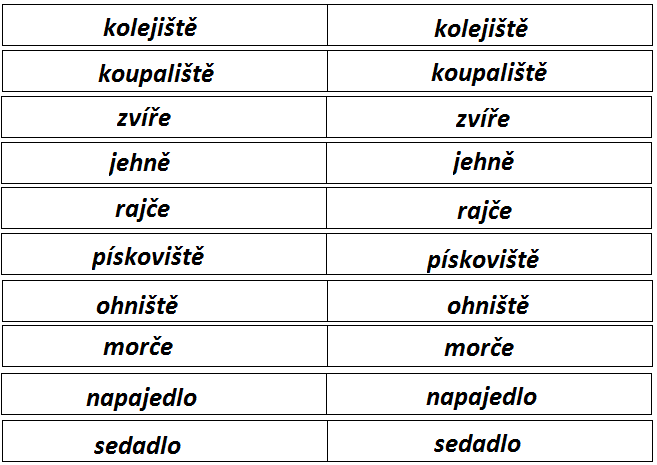 kolejiště kolejiště
koupaliště koupaliště
zvíře zvíře
jehně jehně
rajče rajče
pískoviště pískoviště
ohniště ohniště
morče morče
napajedlo napajedlo
sedadlo sedadlo